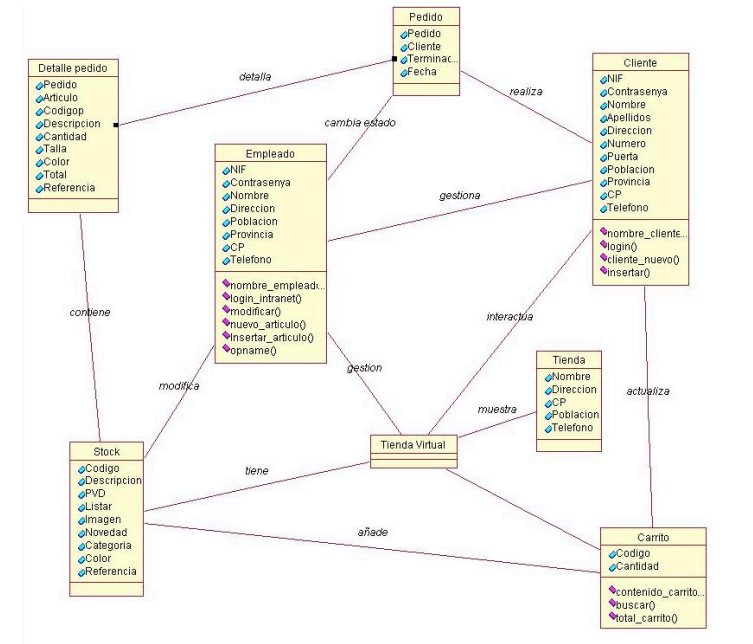 Pedido
Pedido
Cliente
Terminac...
Fecha
Detalle pedido
Pedido
Articulo
Codigop
Descripcion
Cantidad
Talla
Color
Total
Referencia
detalla
realiza
cambia estado
Cliente
NIF
Contrasenya
Nombre
Apellidos
Direccion
Numero
Puerta
Poblacion
Provincia
CP
Telefono
nombre_cliente...
login()
cliente_nuevo()
insertar()
Empleado
NIF
Contrasenya
Nombre
Direccion
Poblacion
Provincia
CP
Telefono
nombre_emplead...
login_intranet()
modificar()
nuevo_articulo()
Insertar_articulo()
opname()
gestiona
contiene
interactua
modifica
gestion
muestra
actualiza
Tienda
Nombre
Direccion
CP
Poblacion
Telefono
Tienda Virtual
Stock
Codigo
Descripcion
PVD
Listar
Imagen
Novedad
Categoria
Color
Referencia
tiene
añade
Carrito
Codigo
Cantidad
contenido_carrito...
buscar()
total_carrito()